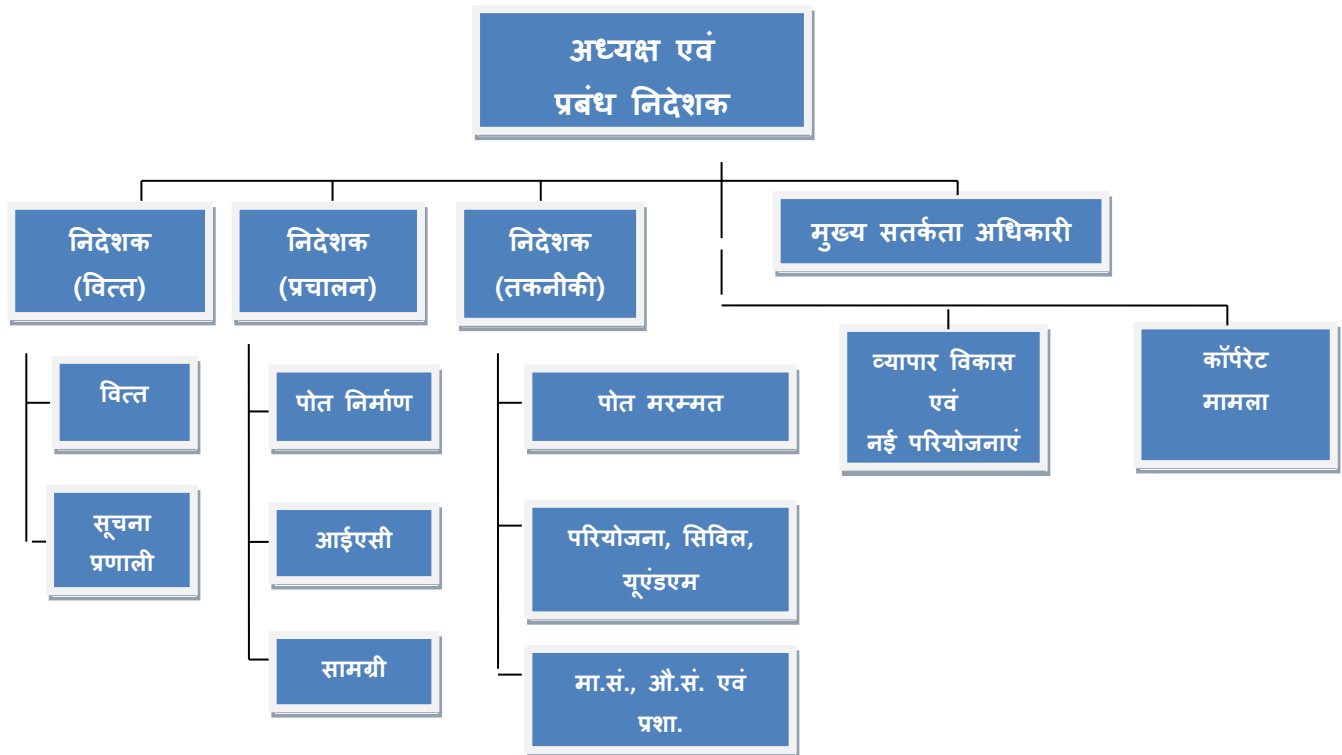 अध्यक्ष एवं
प्रबंध निदेशक
निदेशक
(वित्त)
निदेशक
(प्रचालन)
निदेशक
(तकनीकी)
मुख्य सतर्कता अधिकारी
वित्त
सूचना
प्रणाली
पोत निर्माण
आईएसी
सामग्री
पोत मरम्मत
परियोजना, सिविल,
यूएंडएम
मा.सं., औ.सं. एवं
प्रशा.
व्यापार विकास
एवं
नई परियोजनाएं
कॉर्परेट
मामला